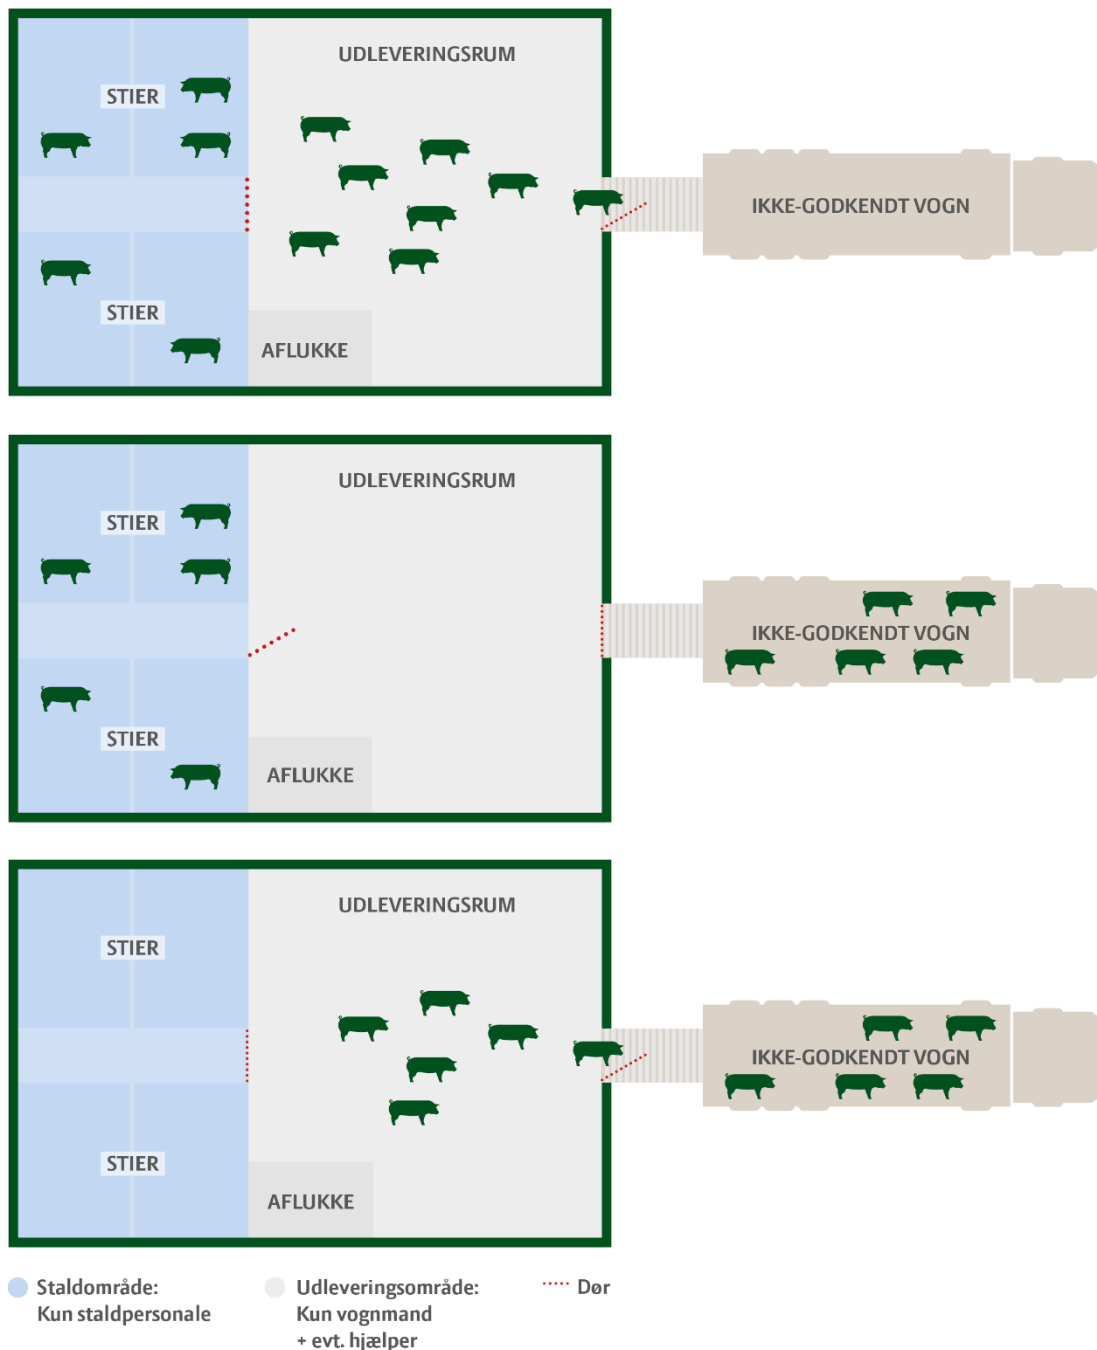 UDLEVERINGSRUM
STIER
IKKE-GODKENDT VOGN
STIER
AFLUKKE
UDLEVERINGSRUM
STIER
IKKE-GODKENDT VOGN
STIER
AFLUKKE
UDLEVERINGSRUM
STIER
IKKE-GODKENDT VOGN
STIER
AFLUKKE
Staldområde:
Kun staldpersonale
Udleveringsområde:
Kun vognmand
+ evt. hjælper
Dør